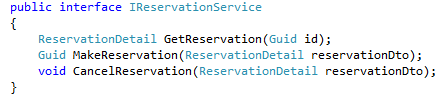 public interface IReservationService
{
    ReservationDetail GetReservation(Guid id);
    Guid MakeReservation(ReservationDetail reservationDto);
    void CancelReservation(ReservationDetail reservationDto);
}